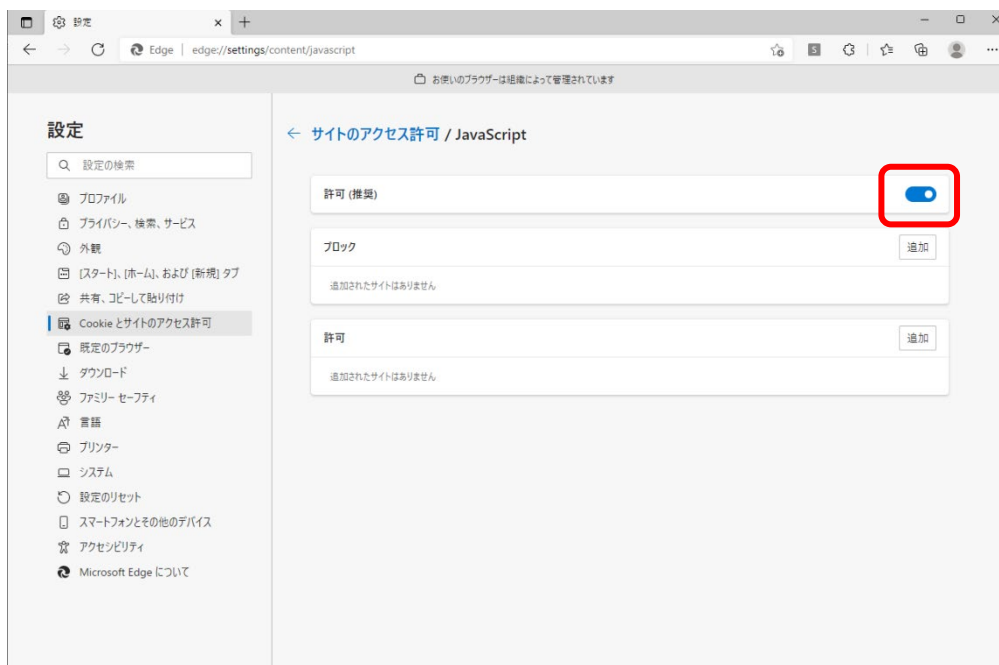 設定
Edge | edge://settings/content/javascript
お使いのブラウザーは組織によって管理されています
設定
設定の検索
プロファイル
プライバシー、検索、サービス
外観
[スタート]、[ホーム]、および [新規] タブ
共有、コピーして貼り付け
Cookie とサイトのアクセス許可
既定のブラウザー
ダウンロード
ファミリー セーフティ
言語
プリンター
システム
設定のリセット
スマートフォンとその他のデバイス
アクセシビリティ
Microsoft Edge について
サイトのアクセス許可 / JavaScript
許可 (推奨)
ブロック
追加
追加されたサイトはありません
許可
追加
追加されたサイトはありません